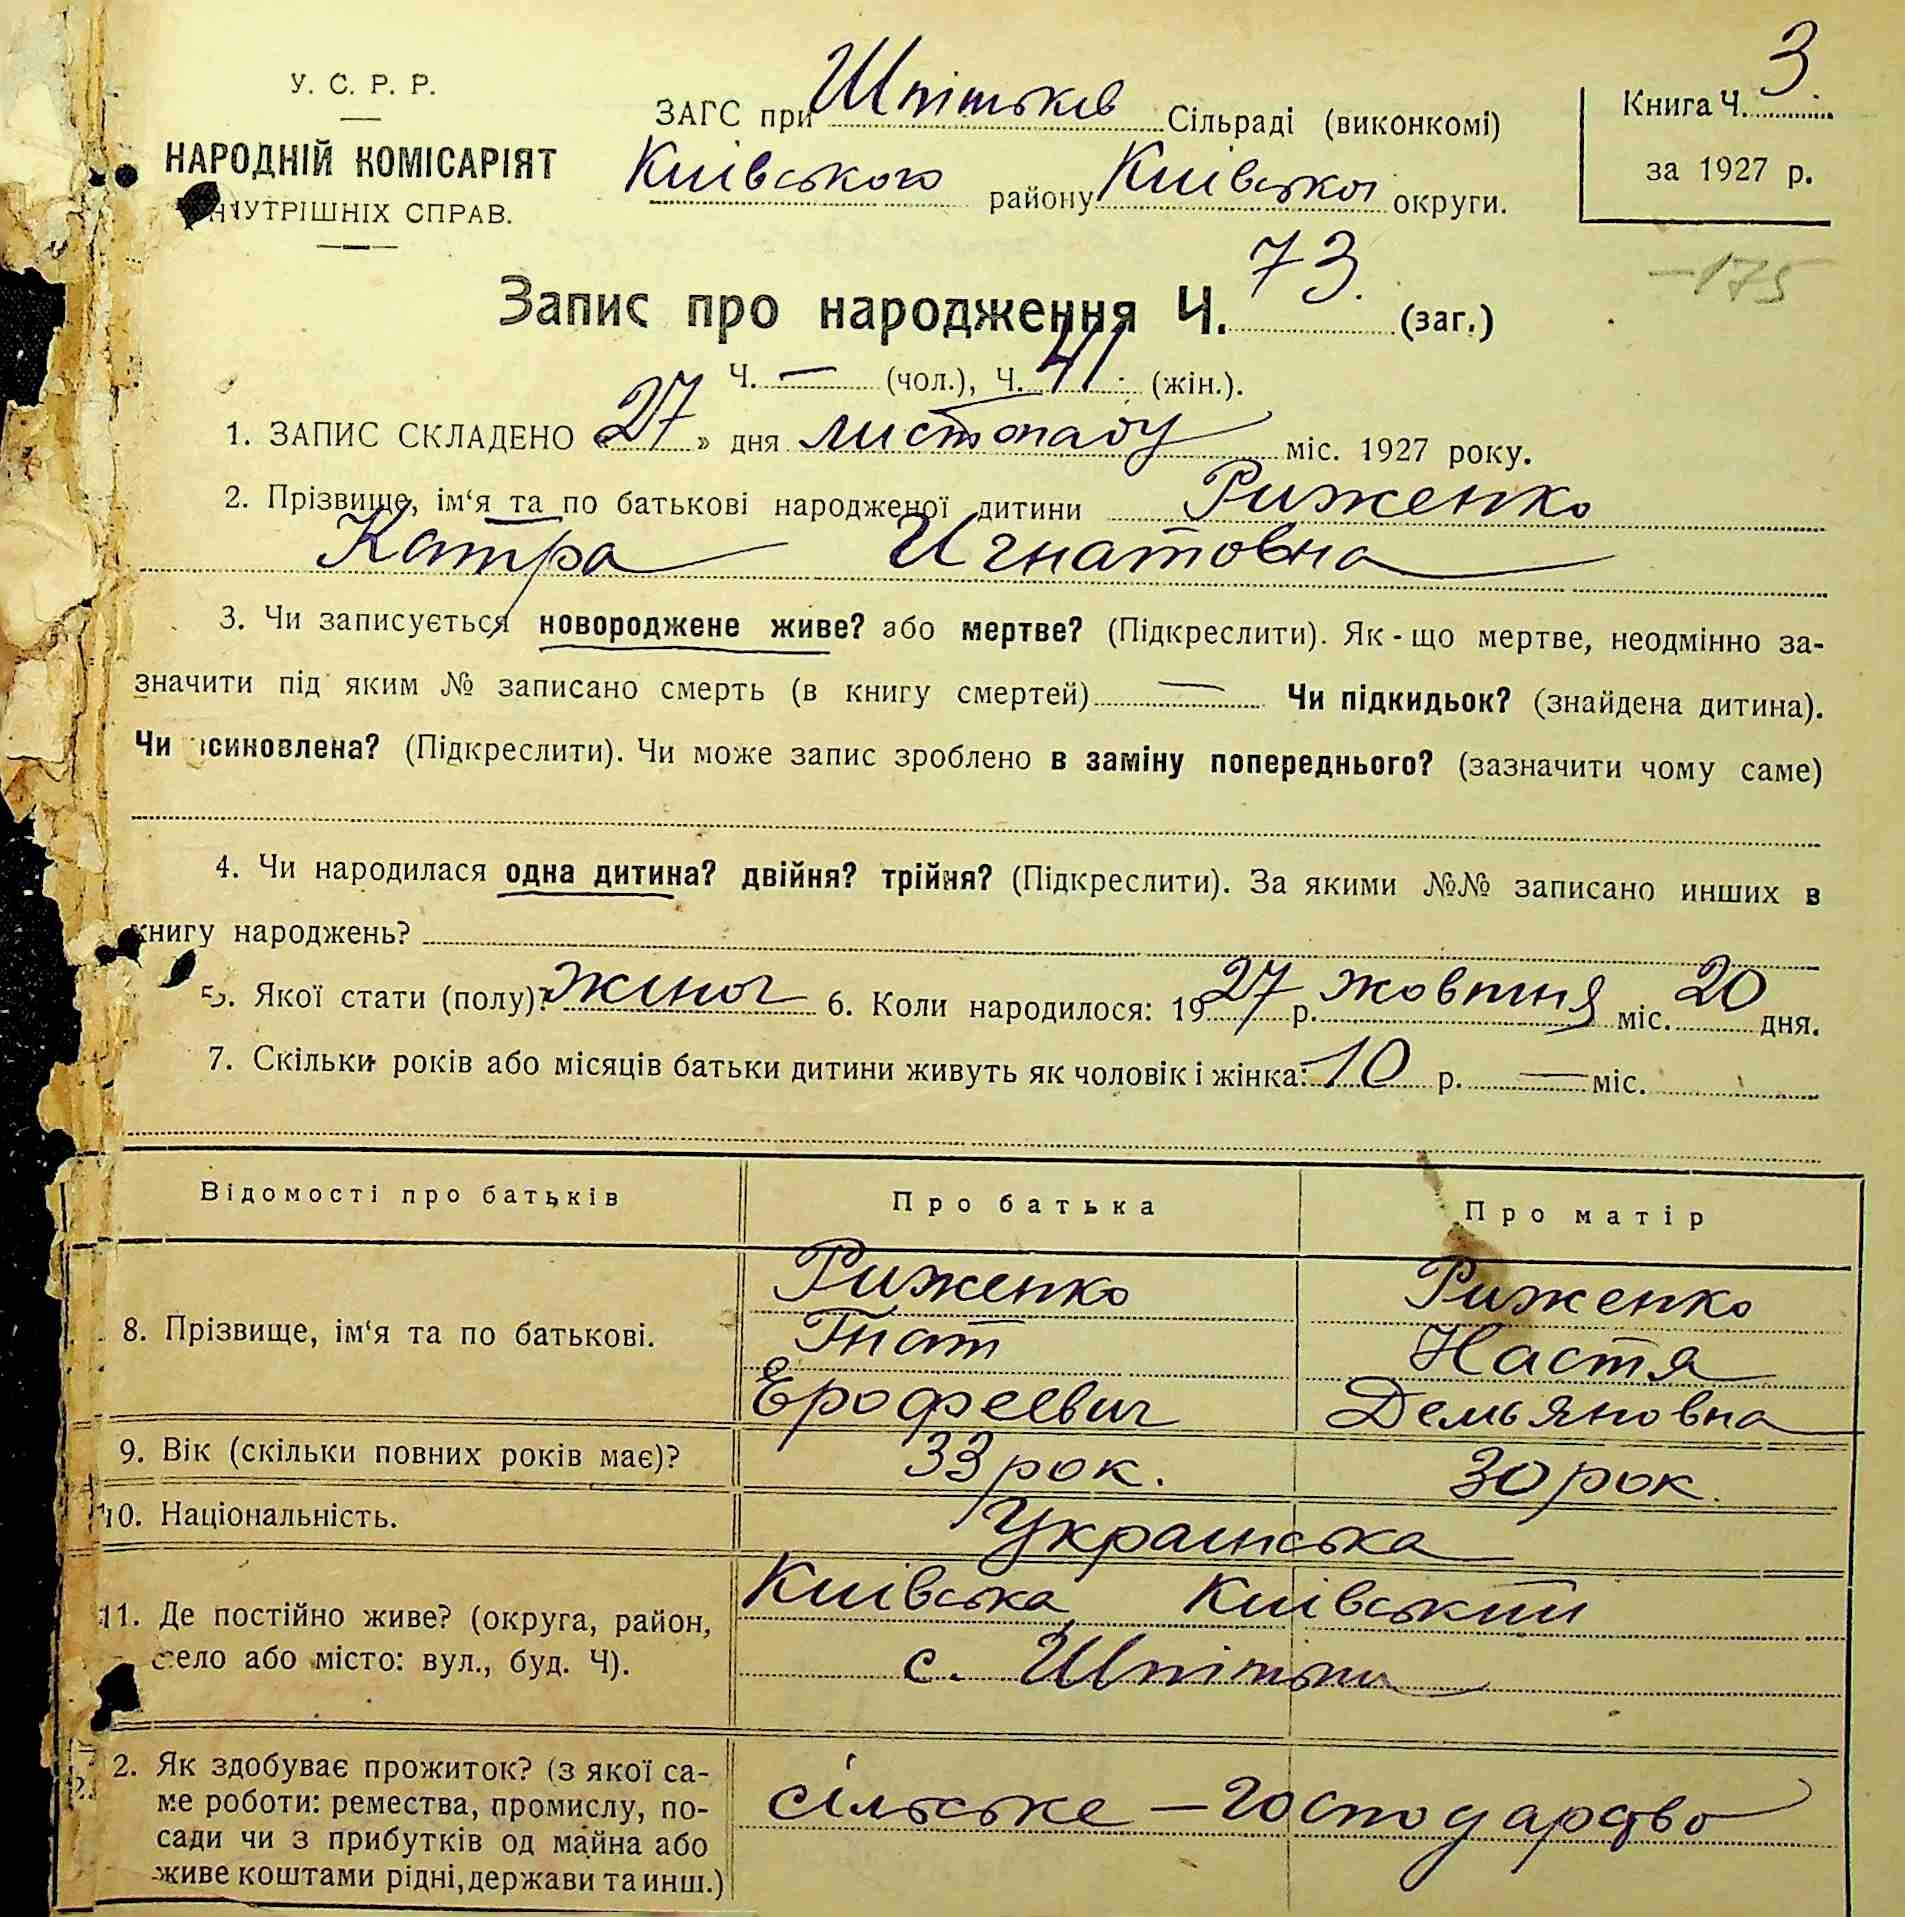 У. С. Р. Р.
НАРОДНІЙ КОМІСАРІЯТ
ВНУТРІШНІХ СПРАВ.
ЗАГС при Шпітьків Сільраді (виконкомі)
Київського району Київської округи.
Книга Ч. 3
за 1927 р.
-175
Запис про народження Ч. 73. (заг.)
Ч. — (чол.), Ч. 41. (жін.).
1. ЗАПИС СКЛАДЕНО «27» дня листопаду міс. 1927 року.
2. Прізвище, ім‘я та по батькові народженої дитини Риженко
Катра Игнатовна
3. Чи записується новороджене живе? або мертве? (Підкреслити). Як-що мертве, неодмінно за-
значити під яким № записано смерть (в книгу смертей) — Чи підкидьок? (знайдена дитина).
Чи усиновлена? (Підкреслити). Чи може запис зроблено в заміну попереднього? (зазначити чому саме)
4. Чи народилася одна дитина? двійня? трійня? (Підкреслити). За якими №№ записано инших в
книгу народжень?
5. Якої стати (полу)? жіноч 6. Коли народилося: 1927 р. жовтня міс. 20 дня.
7. Скільки років або місяців батьки дитини живуть як чоловік і жінка: 10 р. — міс.
Відомості про батьків Про батька Про матір
8. Прізвище, ім‘я та по батькові.
Риженко
Гнат
Ерофеевич
Риженко
Настя
Демьяновна
9. Вік (скільки повних років має)? 33 рок. 30 рок.
10. Національність. Украінська
11. Де постійно живе? (округа, район,
село або місто: вул., буд. Ч).
Київська Київський
с. Шпітьки
12. Як здобуває прожиток? (з якої са-
ме роботи: ремества, промислу, по-
сади чи з прибутків од майна або
живе коштами рідні, держави та инш.)
сільське — господарство